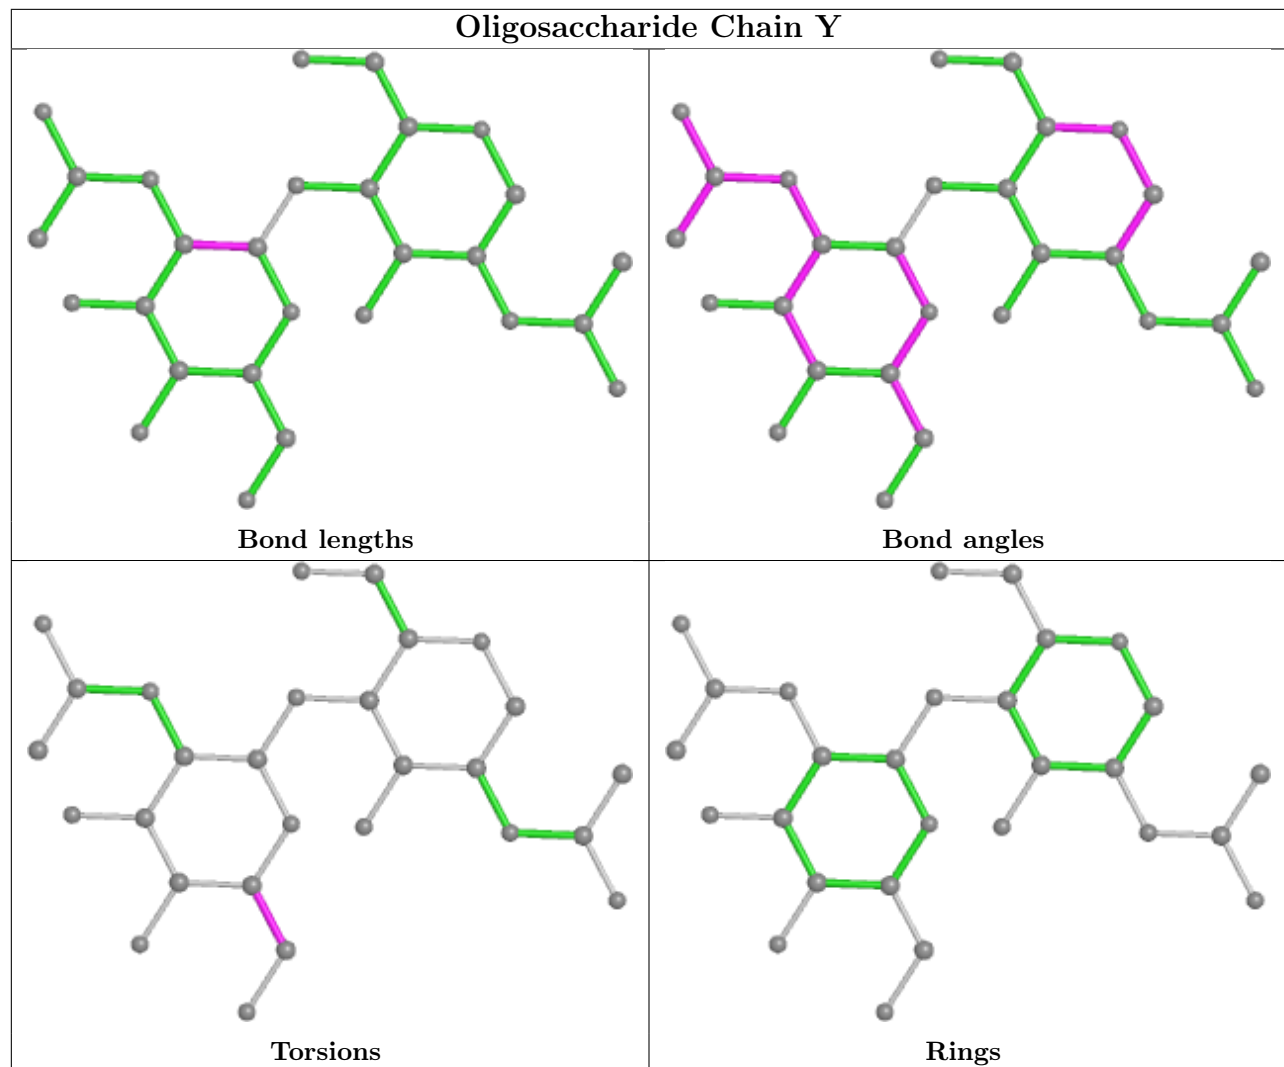 Oligosaccharide Chain Y
Bond lengths
Bond angles
Torsions
Rings